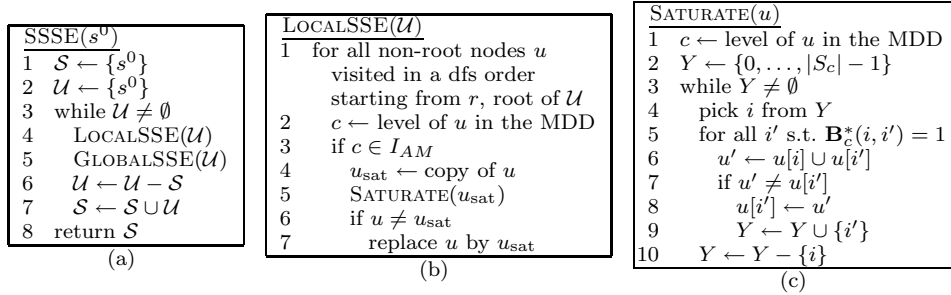 SSSE(s⁰)
1 𝒮 ← {s⁰}
2 𝒰 ← {s⁰}
3 while 𝒰 ≠ ∅
4 LOCALSSE(𝒰)
5 GLOBALSSE(𝒰)
6 𝒰 ← 𝒰 − 𝒮
7 𝒮 ← 𝒮 ∪ 𝒰
8 return 𝒮
(a)
LOCALSSE(𝒰)
1 for all non-root nodes u
visited in a dfs order
starting from r, root of 𝒰
2 c ← level of u in the MDD
3 if c ∈ I_AM
4 u_sat ← copy of u
5 SATURATE(u_sat)
6 if u ≠ u_sat
7 replace u by u_sat
(b)
SATURATE(u)
1 c ← level of u in the MDD
2 Y ← {0, . . . , |S_c| − 1}
3 while Y ≠ ∅
4 pick i from Y
5 for all i′ s.t. B*_c(i, i′) = 1
6 u′ ← u[i] ∪ u[i′]
7 if u′ ≠ u[i′]
8 u[i′] ← u′
9 Y ← Y ∪ {i′}
10 Y ← Y − {i}
(c)